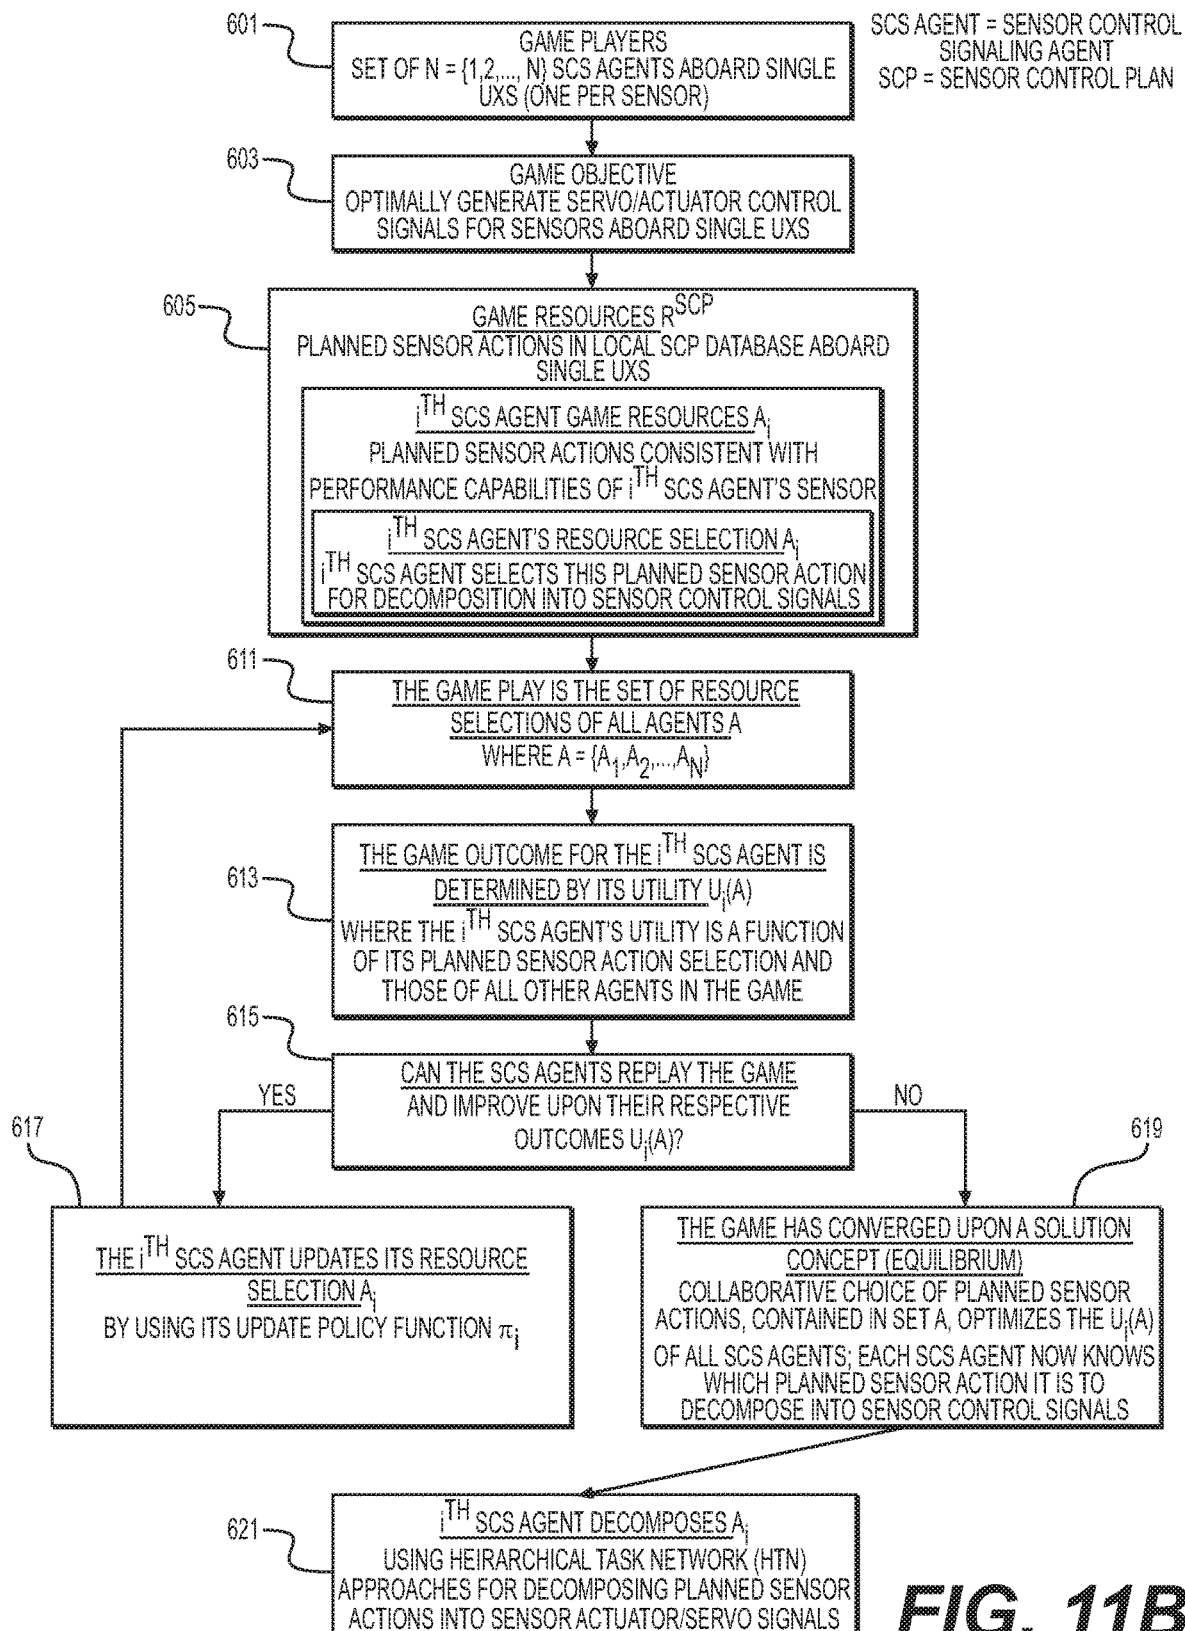 601
GAME PLAYERS
SET OF N = {1,2,..., N} SCS AGENTS ABOARD SINGLE
UXS (ONE PER SENSOR)
SCS AGENT = SENSOR CONTROL
SIGNALING AGENT
SCP = SENSOR CONTROL PLAN
603
GAME OBJECTIVE
OPTIMALLY GENERATE SERVO/ACTUATOR CONTROL
SIGNALS FOR SENSORS ABOARD SINGLE UXS
605
GAME RESOURCES R^SCP
PLANNED SENSOR ACTIONS IN LOCAL SCP DATABASE ABOARD
SINGLE UXS
i^TH SCS AGENT GAME RESOURCES A_i
PLANNED SENSOR ACTIONS CONSISTENT WITH
PERFORMANCE CAPABILITIES OF i^TH SCS AGENT'S SENSOR
i^TH SCS AGENT'S RESOURCE SELECTION A_i
i^TH SCS AGENT SELECTS THIS PLANNED SENSOR ACTION
FOR DECOMPOSITION INTO SENSOR CONTROL SIGNALS
611
THE GAME PLAY IS THE SET OF RESOURCE
SELECTIONS OF ALL AGENTS A
WHERE A = {A_1,A_2,...,A_N}
613
THE GAME OUTCOME FOR THE i^TH SCS AGENT IS
DETERMINED BY ITS UTILITY U_i(A)
WHERE THE i^TH SCS AGENT'S UTILITY IS A FUNCTION
OF ITS PLANNED SENSOR ACTION SELECTION AND
THOSE OF ALL OTHER AGENTS IN THE GAME
615
CAN THE SCS AGENTS REPLAY THE GAME
AND IMPROVE UPON THEIR RESPECTIVE
OUTCOMES U_i(A)?
YES
NO
617
THE i^TH SCS AGENT UPDATES ITS RESOURCE
SELECTION A_i
BY USING ITS UPDATE POLICY FUNCTION π_i
619
THE GAME HAS CONVERGED UPON A SOLUTION
CONCEPT (EQUILIBRIUM)
COLLABORATIVE CHOICE OF PLANNED SENSOR
ACTIONS, CONTAINED IN SET A, OPTIMIZES THE U_i(A)
OF ALL SCS AGENTS; EACH SCS AGENT NOW KNOWS
WHICH PLANNED SENSOR ACTION IT IS TO
DECOMPOSE INTO SENSOR CONTROL SIGNALS
621
i^TH SCS AGENT DECOMPOSES A_i
USING HEIRARCHICAL TASK NETWORK (HTN)
APPROACHES FOR DECOMPOSING PLANNED SENSOR
ACTIONS INTO SENSOR ACTUATOR/SERVO SIGNALS
FIG. 11B